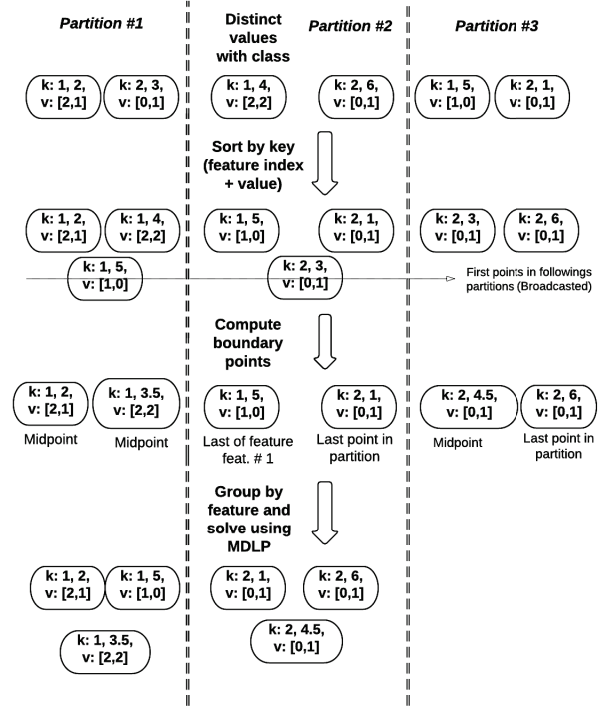 Partition #1
Distinct
values
with class
Partition #2
Partition #3
k: 1, 2,
v: [2,1]
k: 2, 3,
v: [0,1]
k: 1, 4,
v: [2,2]
k: 2, 6,
v: [0,1]
k: 1, 5,
v: [1,0]
k: 2, 1,
v: [0,1]
Sort by key
(feature index
+ value)
k: 1, 2,
v: [2,1]
k: 1, 4,
v: [2,2]
k: 1, 5,
v: [1,0]
k: 2, 1,
v: [0,1]
k: 2, 3,
v: [0,1]
k: 2, 6,
v: [0,1]
k: 1, 5,
v: [1,0]
k: 2, 3,
v: [0,1]
First points in followings
partitions (Broadcasted)
Compute
boundary
points
k: 1, 2,
v: [2,1]
Midpoint
k: 1, 3.5,
v: [2,2]
Midpoint
k: 1, 5,
v: [1,0]
Last of feature
feat. # 1
k: 2, 1,
v: [0,1]
Last point in
partition
k: 2, 4.5,
v: [0,1]
Midpoint
k: 2, 6,
v: [0,1]
Last point in
partition
Group by
feature and
solve using
MDLP
k: 1, 2,
v: [2,1]
k: 1, 5,
v: [1,0]
k: 2, 1,
v: [0,1]
k: 2, 6,
v: [0,1]
k: 1, 3.5,
v: [2,2]
k: 2, 4.5,
v: [0,1]